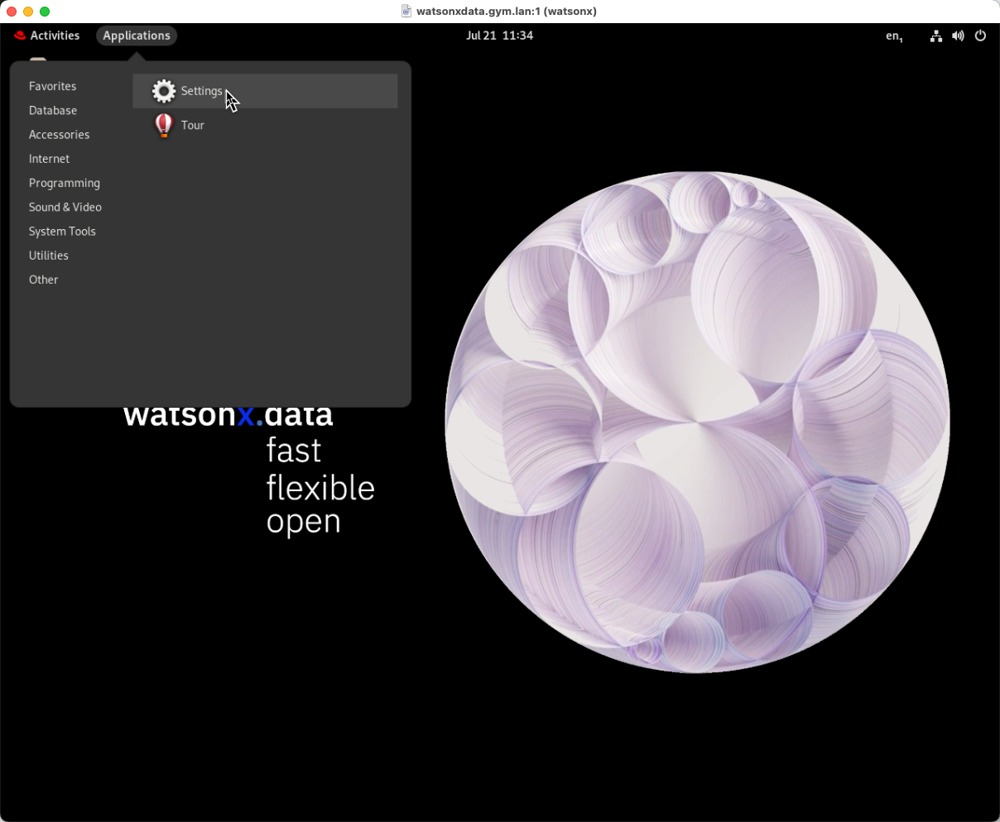 watsonxdata.gym.lan:1 (watsonx)
Activities Applications Jul 21 11:34 en1
Favorites
Database
Accessories
Internet
Programming
Sound & Video
System Tools
Utilities
Other
Settings
Tour
watsonx.data
fast
flexible
open